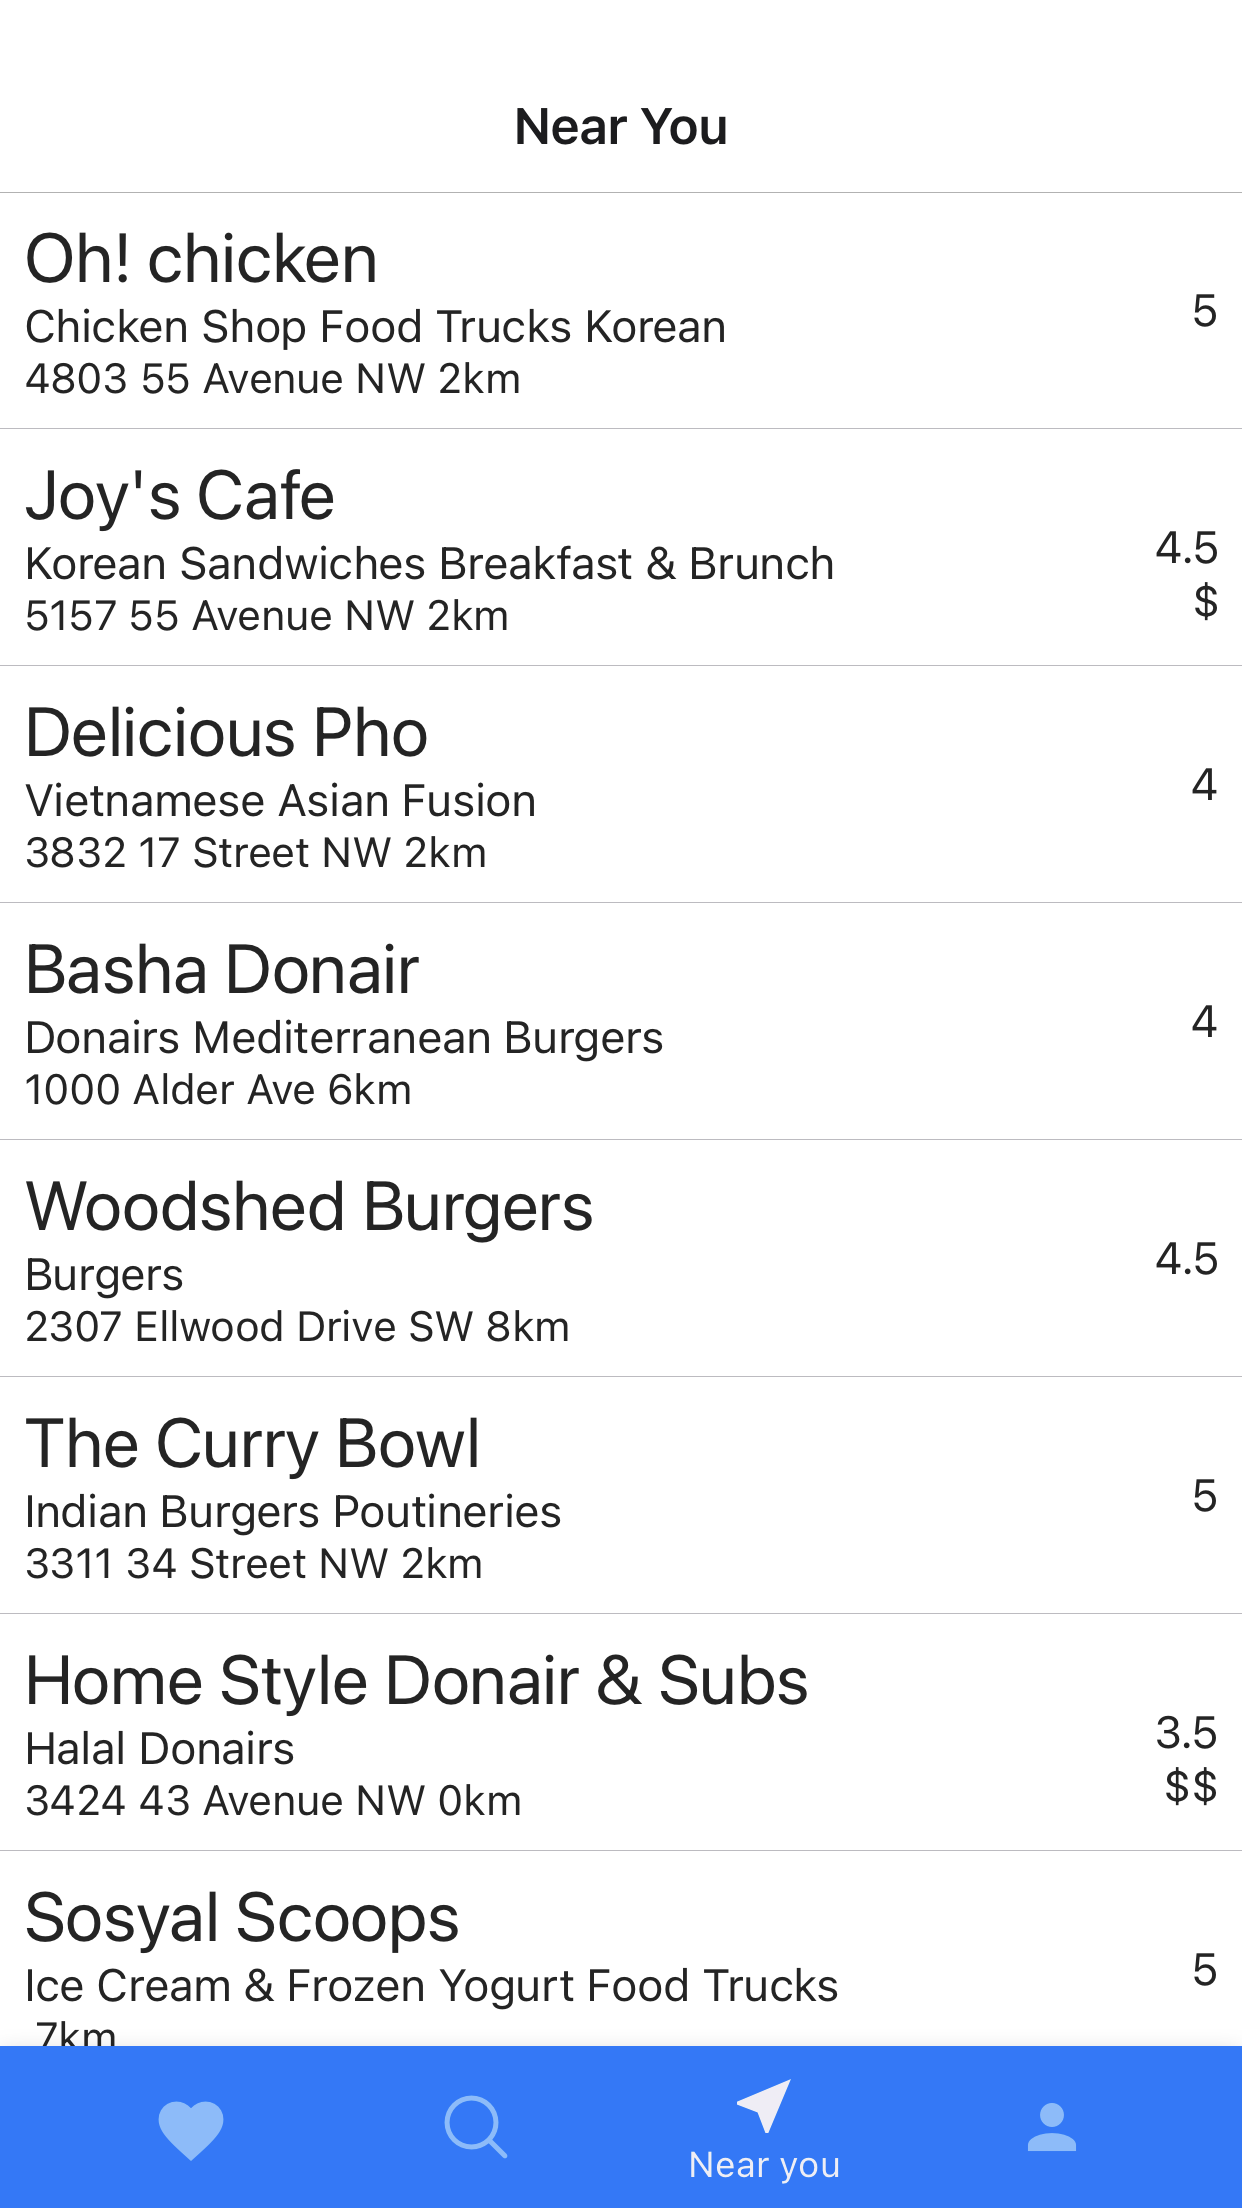 Near You
Oh! chicken
Chicken Shop Food Trucks Korean
4803 55 Avenue NW 2km
5
Joy's Cafe
Korean Sandwiches Breakfast & Brunch
5157 55 Avenue NW 2km
4.5
$
Delicious Pho
Vietnamese Asian Fusion
3832 17 Street NW 2km
4
Basha Donair
Donairs Mediterranean Burgers
1000 Alder Ave 6km
4
Woodshed Burgers
Burgers
2307 Ellwood Drive SW 8km
4.5
The Curry Bowl
Indian Burgers Poutineries
3311 34 Street NW 2km
5
Home Style Donair & Subs
Halal Donairs
3424 43 Avenue NW 0km
3.5
$$
Sosyal Scoops
Ice Cream & Frozen Yogurt Food Trucks
7km
5
Near you